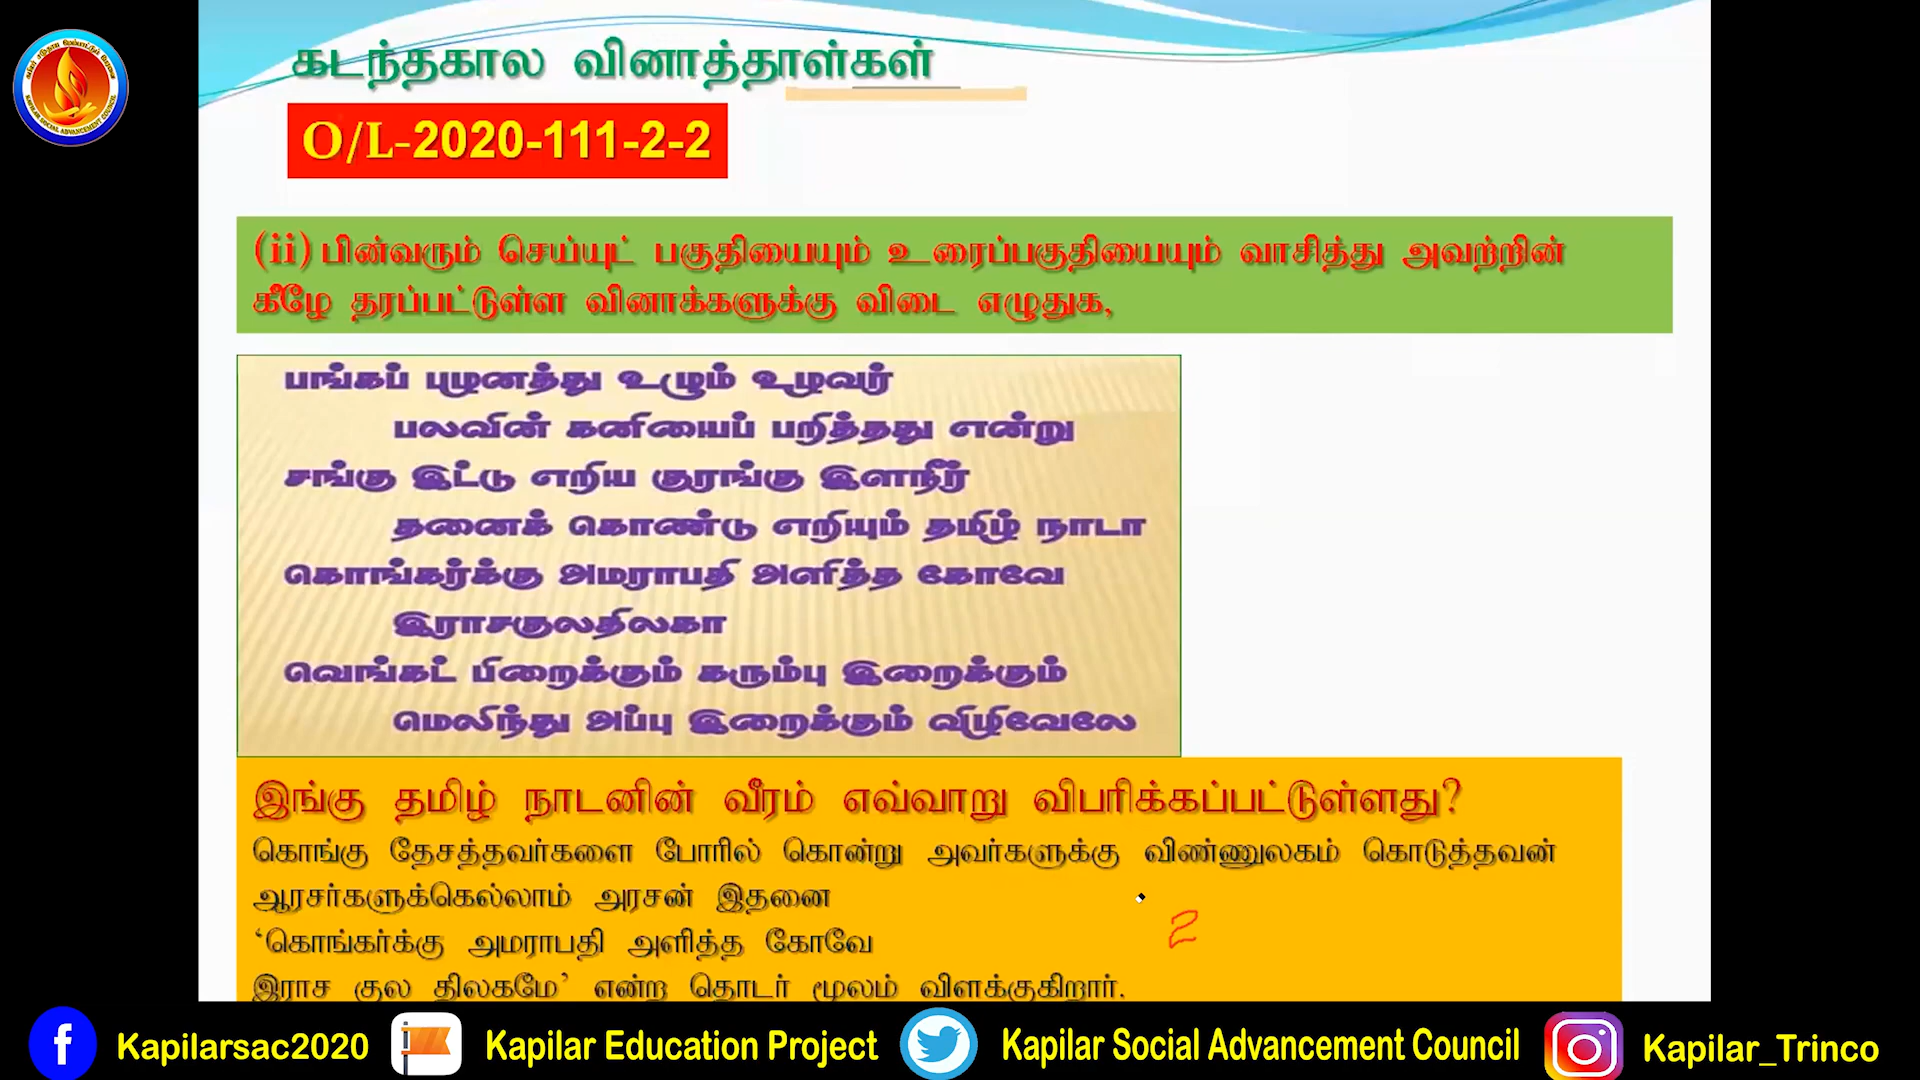 கடந்தகால வினாத்தாள்கள்
O/L-2020-111-2-2
(ii) பின்வரும் செய்யுட் பகுதியையும் உரைப்பகுதியையும் வாசித்து அவற்றின்
கீழே தரப்பட்டுள்ள வினாக்களுக்கு விடை எழுதுக,
பங்கப் புழனத்து உழும் உழவர்
பலவின் கனியைப் பறித்தது என்று
சங்கு இட்டு எறிய குரங்கு இளநீர்
தனைக் கொண்டு எறியும் தமிழ் நாடா
கொங்கர்க்கு அமராபதி அளித்த கோவே
இராசகுலதிலகா
வெங்கட் பிறைக்கும் கரும்பு இறைக்கும்
மெலிந்து அப்பு இறைக்கும் விழிவேலே
இங்கு தமிழ் நாடனின் வீரம் எவ்வாறு விபரிக்கப்பட்டுள்ளது?
கொங்கு தேசத்தவர்களை போரில் கொன்று அவர்களுக்கு விண்ணுலகம் கொடுத்தவன்
ஆரசர்களுக்கெல்லாம் அரசன் இதனை
‘கொங்கர்க்கு அமராபதி அளித்த கோவே
2
இராச குல திலகமே’ என்ற தொடர் மூலம் விளக்குகிறார்.
Kapilarsac2020
Kapilar Education Project
Kapilar Social Advancement Council
Kapilar_Trinco